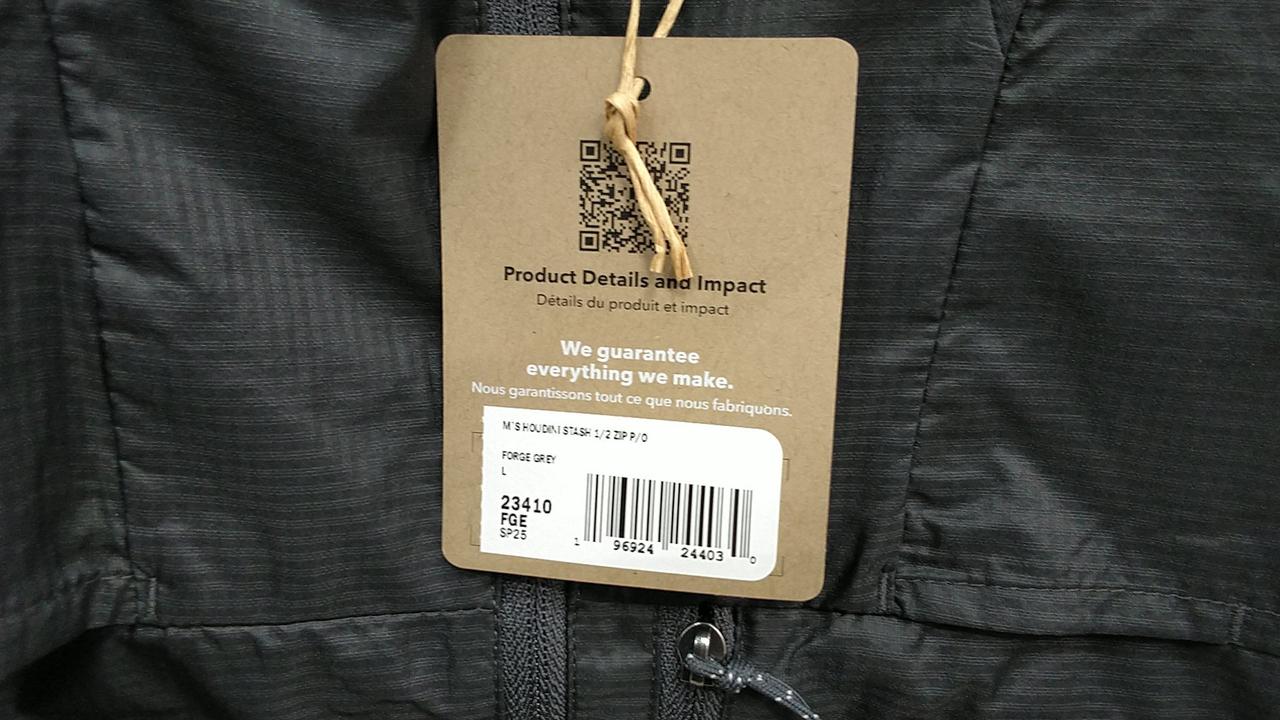 Product Details and Impact
Détails du produit et impact
We guarantee
everything we make.
Nous garantissons tout ce que nous fabriquons.
M'S HOUDINI STASH 1/2 ZIP P/O
FORGE GREY
L
23410
FGE
SP25
1 96924 24403 0